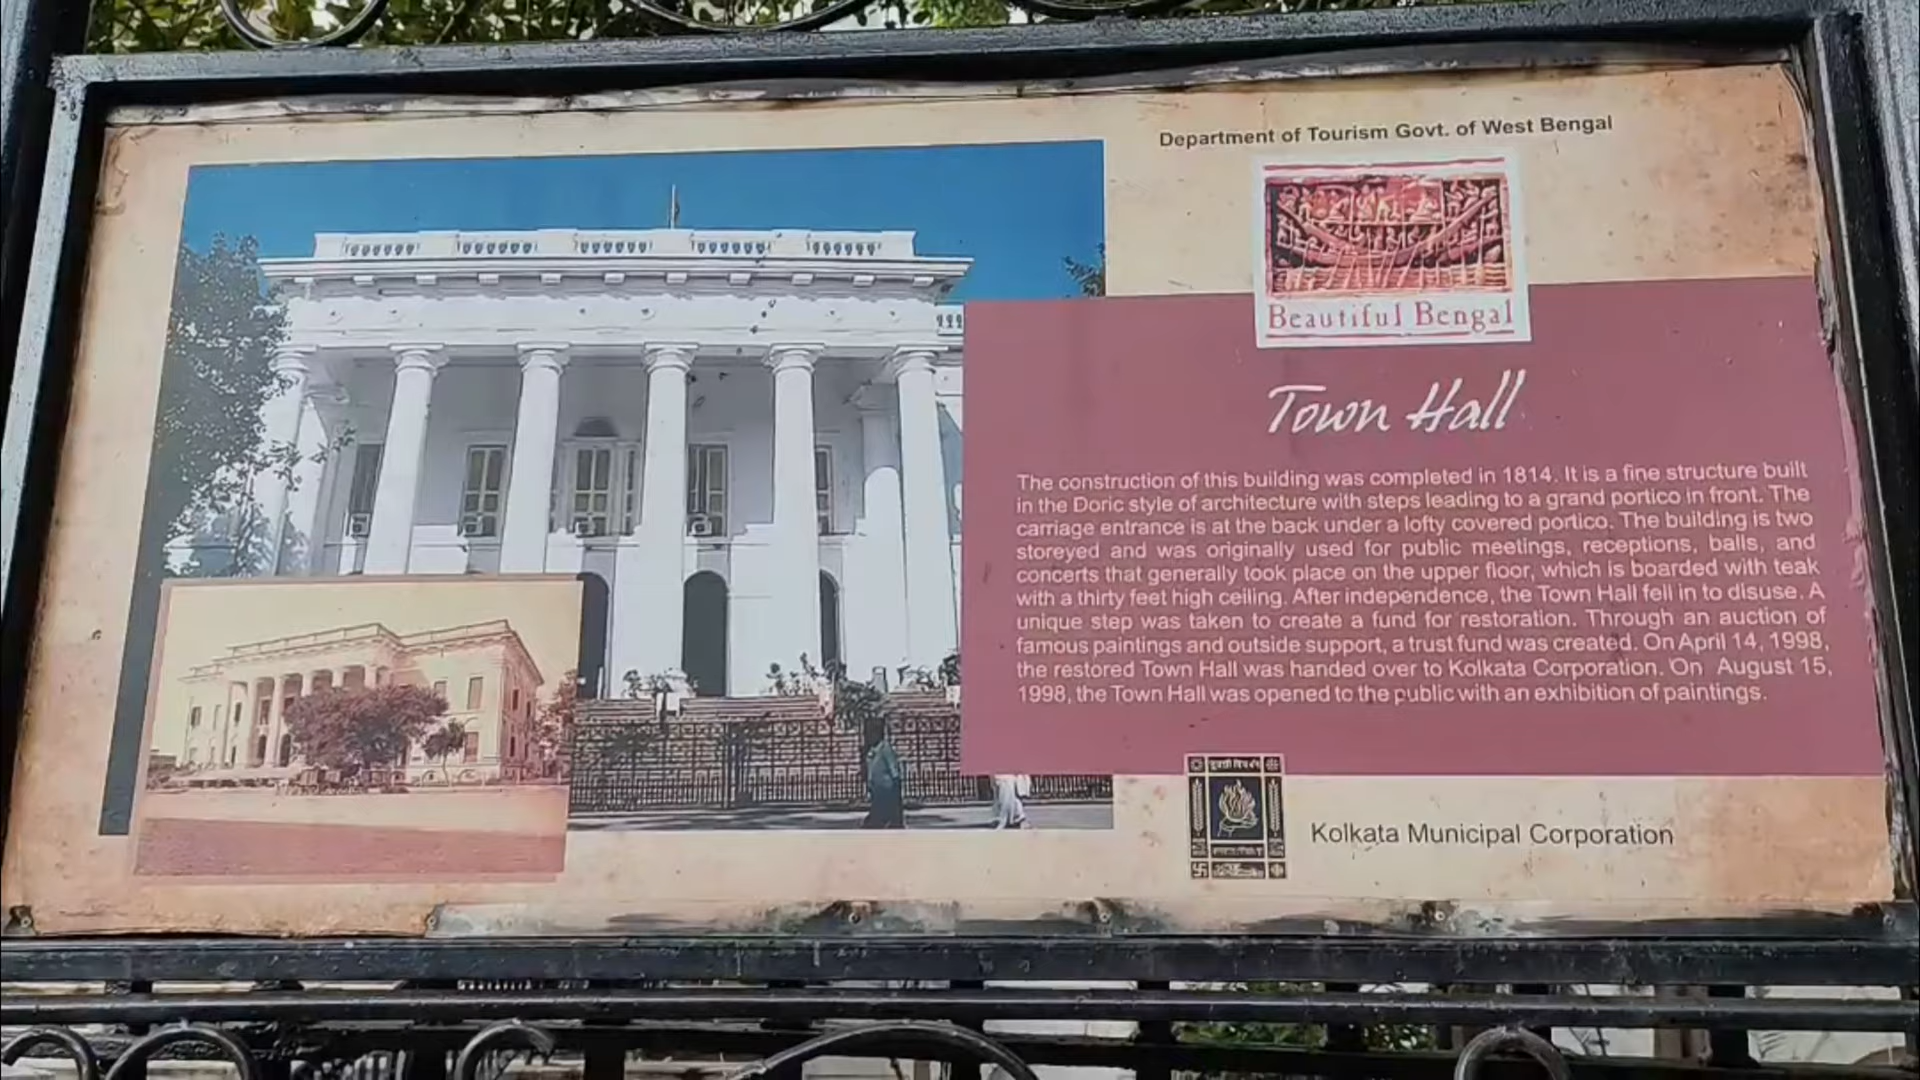 Department of Tourism Govt. of West Bengal
Beautiful Bengal
Town Hall
The construction of this building was completed in 1814. It is a fine structure built
in the Doric style of architecture with steps leading to a grand portico in front. The
carriage entrance is at the back under a lofty covered portico. The building is two
storeyed and was originally used for public meetings, receptions, balls, and
concerts that generally took place on the upper floor, which is boarded with teak
with a thirty feet high ceiling. After independence, the Town Hall fell in to disuse. A
unique step was taken to create a fund for restoration. Through an auction of
famous paintings and outside support, a trust fund was created. On April 14, 1998,
the restored Town Hall was handed over to Kolkata Corporation. On August 15,
1998, the Town Hall was opened to the public with an exhibition of paintings.
Kolkata Municipal Corporation